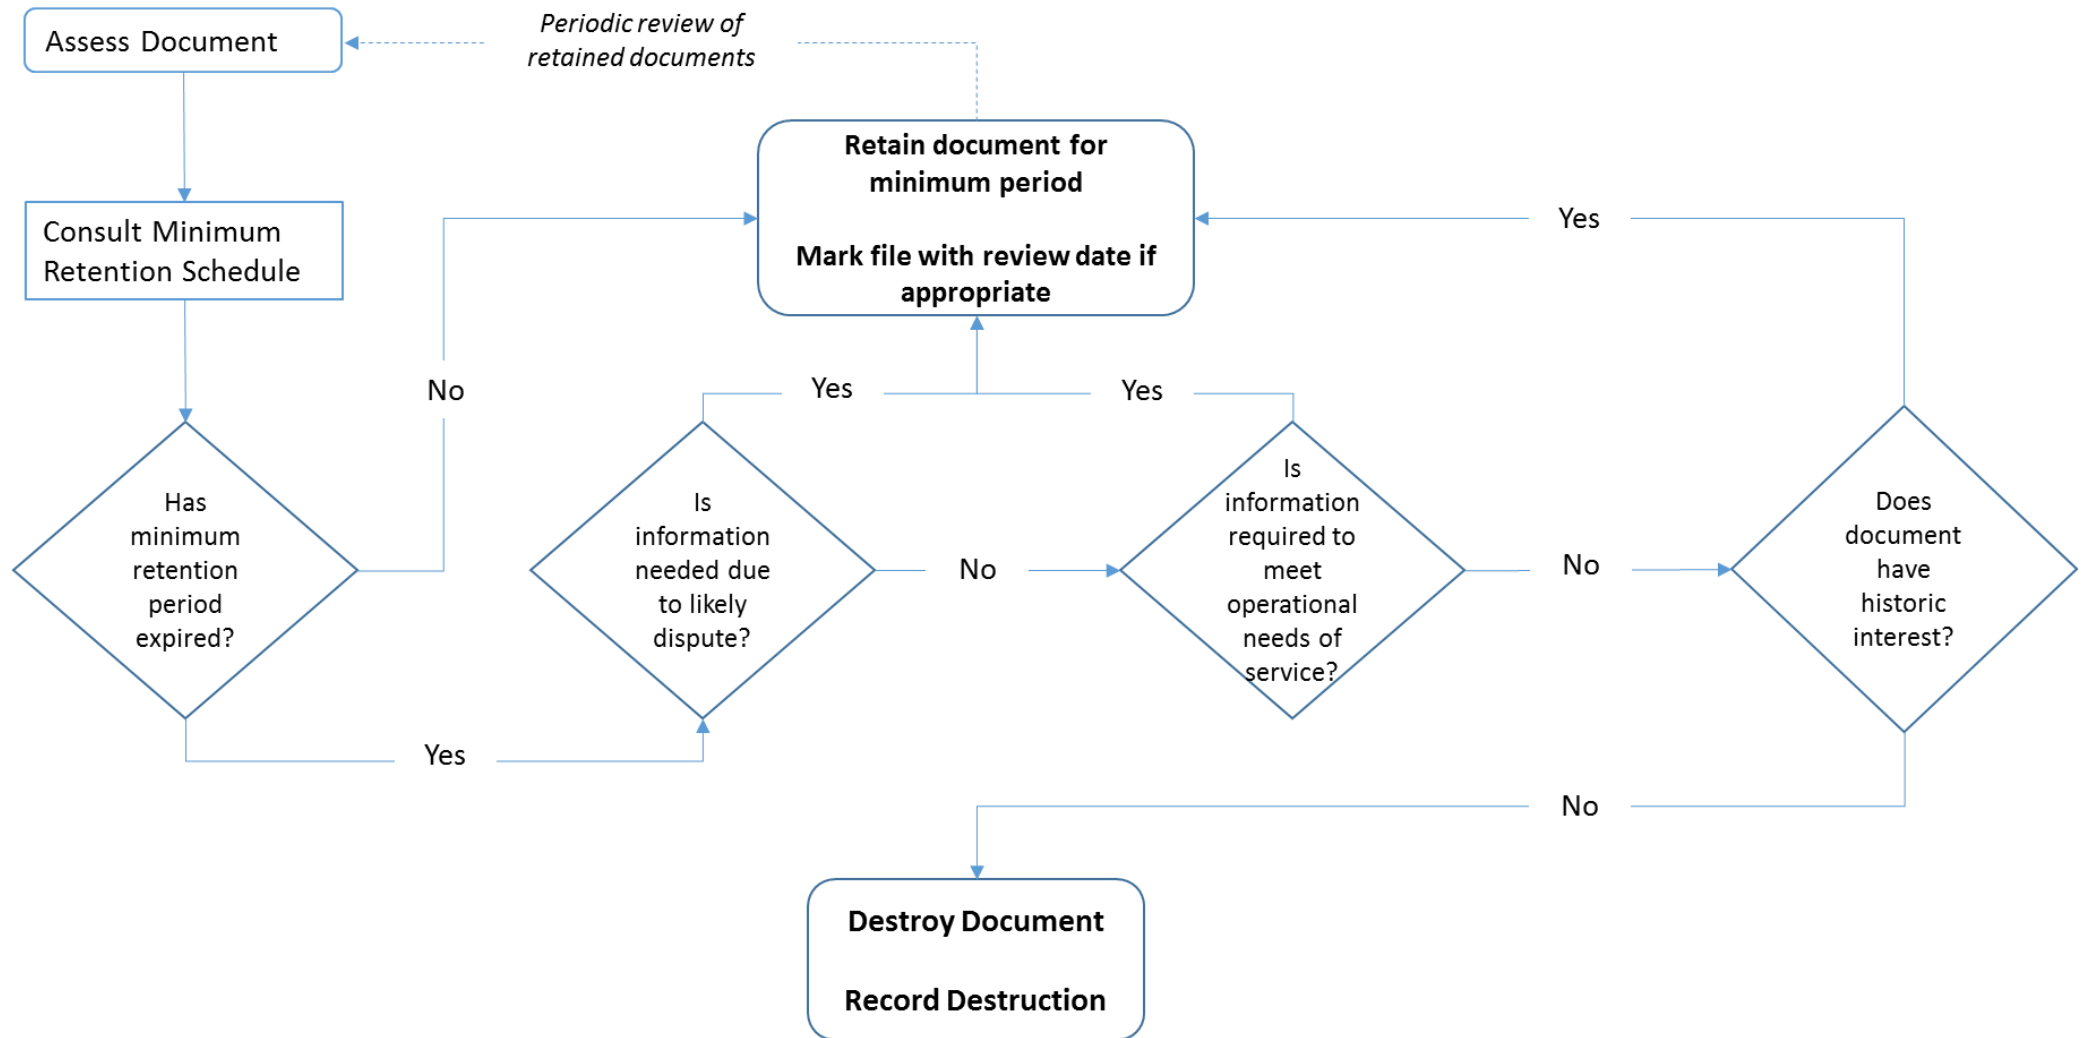 Assess Document
Periodic review of
retained documents
Retain document for
minimum period
Mark file with review date if
appropriate
Consult Minimum
Retention Schedule
Yes
No
Yes
Yes
Has
minimum
retention
period
expired?
Is
information
needed due
to likely
dispute?
No
Is
information
required to
meet
operational
needs of
service?
No
Does
document
have
historic
interest?
Yes
No
Destroy Document
Record Destruction